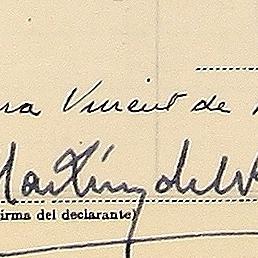 ra Vincent de
Martínez del
firma del declarante)